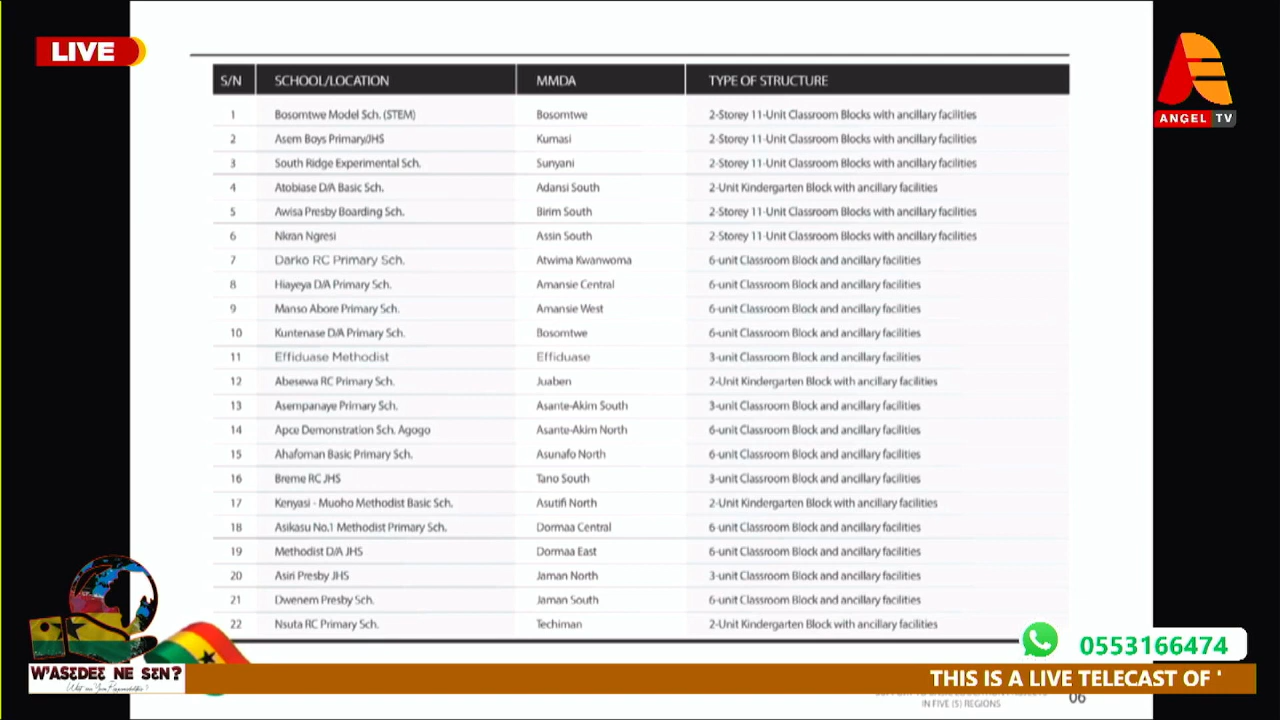 LIVE
ANGEL TV
S/N SCHOOL/LOCATION MMDA TYPE OF STRUCTURE
1 Bosomtwe Model Sch. (STEM) Bosomtwe 2-Storey 11-Unit Classroom Blocks with ancillary facilities
2 Asem Boys Primary/JHS Kumasi 2-Storey 11-Unit Classroom Blocks with ancillary facilities
3 South Ridge Experimental Sch. Sunyani 2-Storey 11-Unit Classroom Blocks with ancillary facilities
4 Atobiase D/A Basic Sch. Adansi South 2-Unit Kindergarten Block with ancillary facilities
5 Awisa Presby Boarding Sch. Birim South 2-Storey 11-Unit Classroom Blocks with ancillary facilities
6 Nkran Ngresi Assin South 2-Storey 11-Unit Classroom Blocks with ancillary facilities
7 Darko RC Primary Sch. Atwima Kwanwoma 6-unit Classroom Block and ancillary facilities
8 Hiayeya D/A Primary Sch. Amansie Central 6-unit Classroom Block and ancillary facilities
9 Manso Abore Primary Sch. Amansie West 6-unit Classroom Block and ancillary facilities
10 Kuntenase D/A Primary Sch. Bosomtwe 6-unit Classroom Block and ancillary facilities
11 Effiduase Methodist Effiduase 3-unit Classroom Block and ancillary facilities
12 Abesewa RC Primary Sch. Juaben 2-Unit Kindergarten Block with ancillary facilities
13 Asempanaye Primary Sch. Asante-Akim South 3-unit Classroom Block and ancillary facilities
14 Apce Demonstration Sch. Agogo Asante-Akim North 6-unit Classroom Block and ancillary facilities
15 Ahafoman Basic Primary Sch. Asunafo North 6-unit Classroom Block and ancillary facilities
16 Breme RC JHS Tano South 3-unit Classroom Block and ancillary facilities
17 Kenyasi - Muoho Methodist Basic Sch. Asutifi North 2-Unit Kindergarten Block with ancillary facilities
18 Asikasu No.1 Methodist Primary Sch. Dormaa Central 6-unit Classroom Block and ancillary facilities
19 Methodist D/A JHS Dormaa East 6-unit Classroom Block and ancillary facilities
20 Asiri Presby JHS Jaman North 3-unit Classroom Block and ancillary facilities
21 Dwenem Presby Sch. Jaman South 6-unit Classroom Block and ancillary facilities
22 Nsuta RC Primary Sch. Techiman 2-Unit Kindergarten Block with ancillary facilities
0553166474
W'ASƐDEƐ NE SƐN?
THIS IS A LIVE TELECAST OF '
IN FIVE (5) REGIONS
06